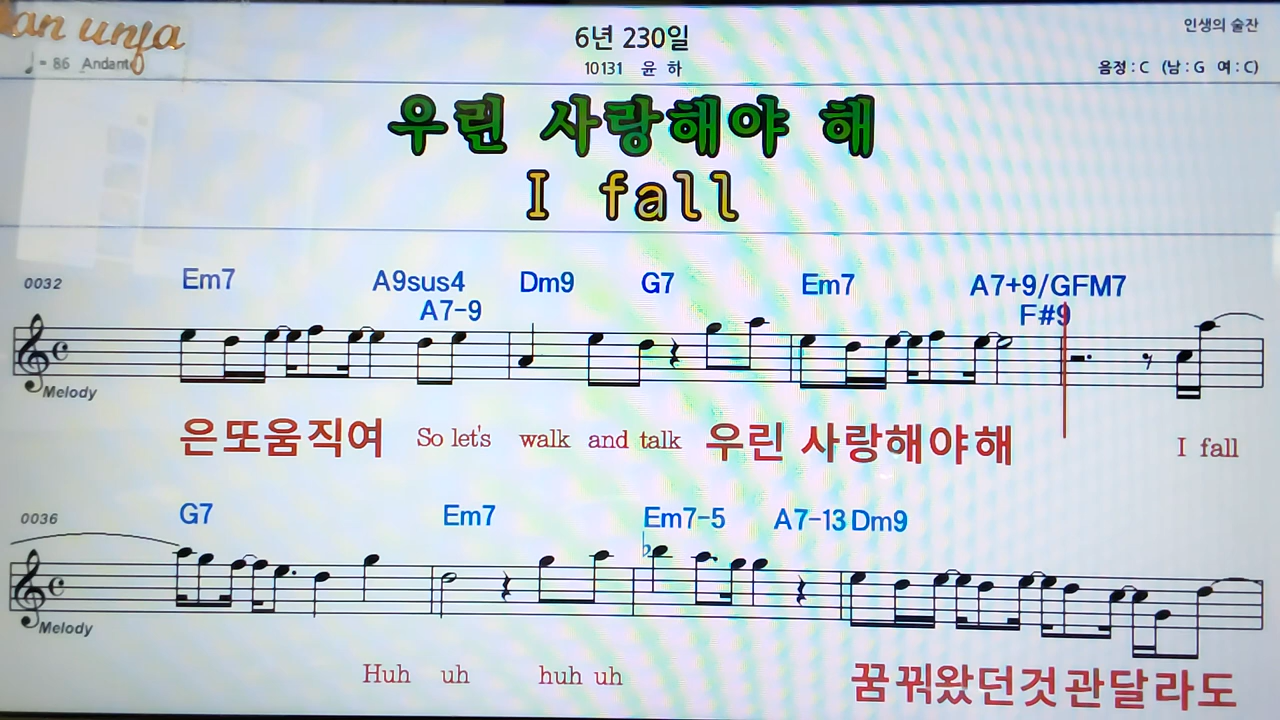 an unfa
6년 230일
인생의 술잔
♩= 86 Andante
10131 윤 하
음정 : C (남 : G 여 : C)
우린 사랑해야 해
I fall
0032 Em7 A9sus4 Dm9 G7 Em7 A7+9/GFM7
A7-9 F#9
Melody
은또움직여 So let's walk and talk 우린 사랑해야해 I fall
0036 G7 Em7 Em7-5 A7-13 Dm9
Melody
Huh uh huh uh 꿈꿔왔던것관달라도